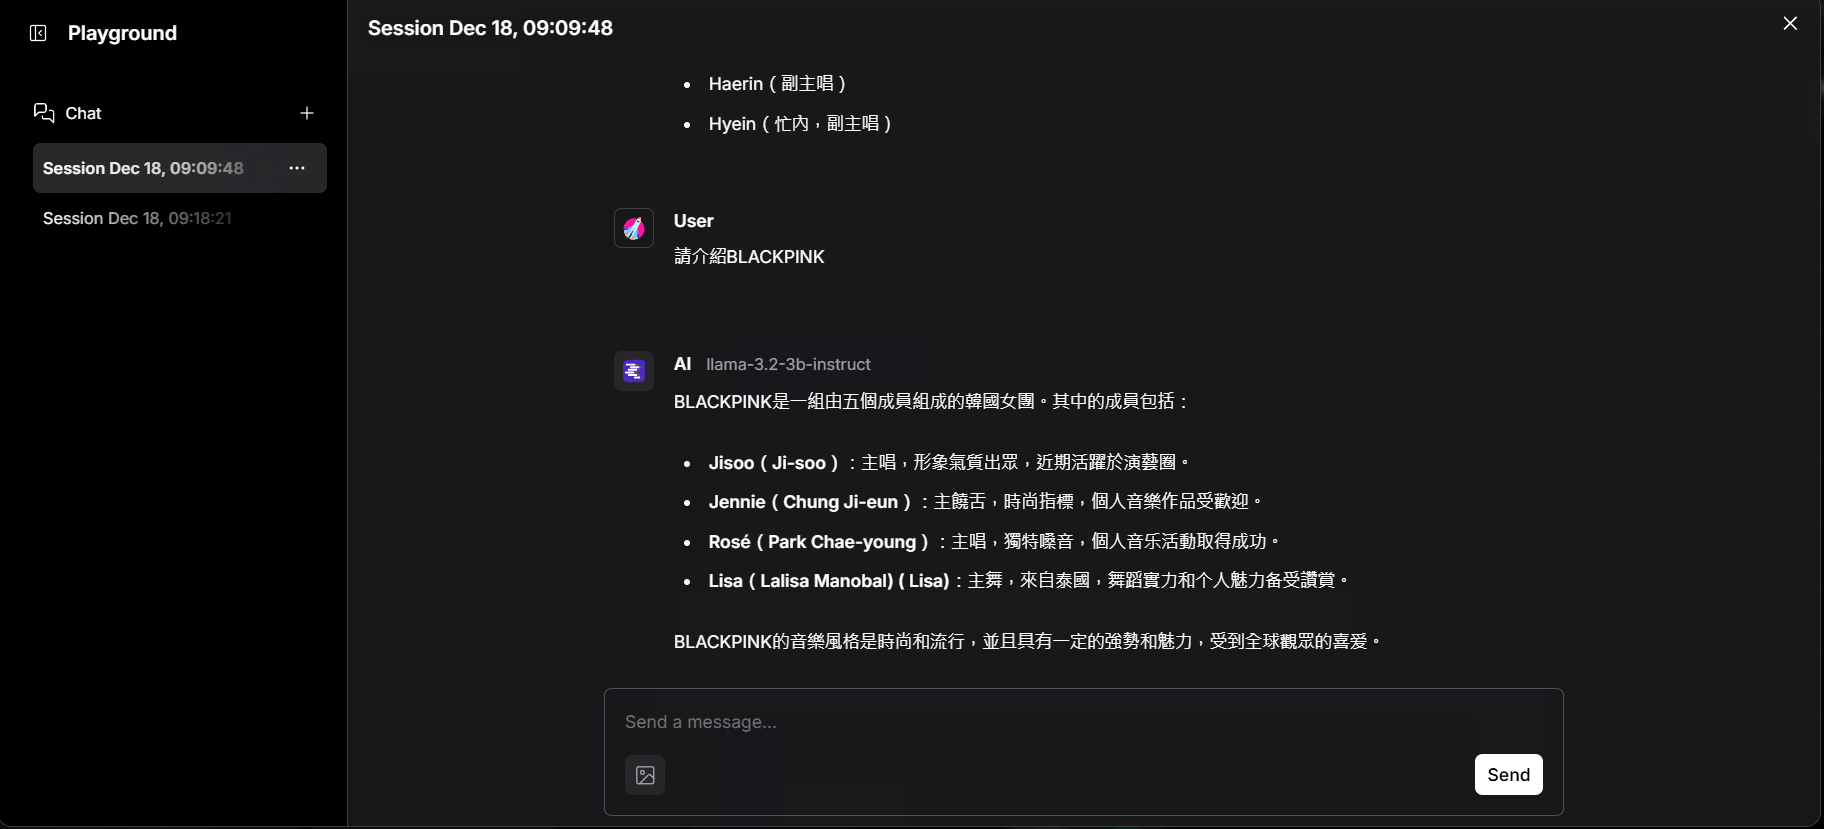 Playground
Chat
Session Dec 18, 09:09:48
Session Dec 18, 09:18:21
Session Dec 18, 09:09:48
Haerin（副主唱）
Hyein（忙內，副主唱）
User
請介紹BLACKPINK
AI llama-3.2-3b-instruct
BLACKPINK是一組由五個成員組成的韓國女團。其中的成員包括：
Jisoo（Ji-soo）：主唱，形象氣質出眾，近期活躍於演藝圈。
Jennie（Chung Ji-eun）：主饒舌，時尚指標，個人音樂作品受歡迎。
Rosé（Park Chae-young）：主唱，獨特嗓音，個人音乐活動取得成功。
Lisa（Lalisa Manobal) ( Lisa)：主舞，來自泰國，舞蹈實力和个人魅力备受讚賞。
BLACKPINK的音樂風格是時尚和流行，並且具有一定的強勢和魅力，受到全球觀眾的喜爱。
Send a message...
Send